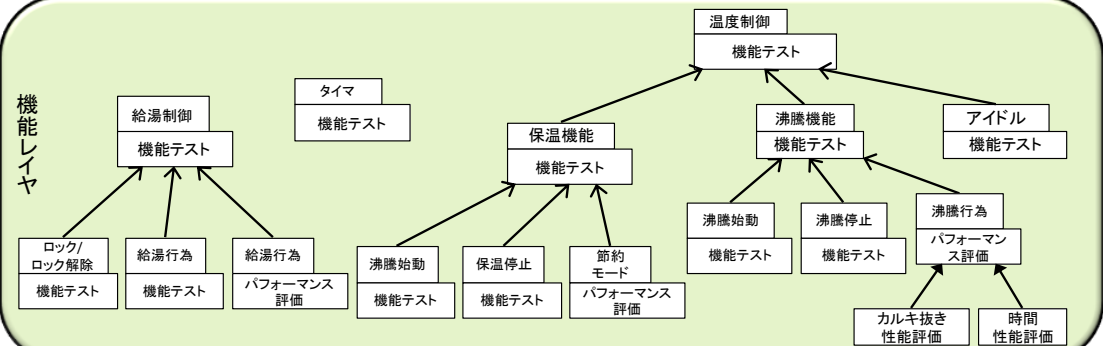 機能レイヤ
温度制御
機能テスト
タイマ
機能テスト
給湯制御
機能テスト
保温機能
機能テスト
沸騰機能
機能テスト
アイドル
機能テスト
ロック/
ロック解除
機能テスト
給湯行為
機能テスト
給湯行為
パフォーマンス
評価
沸騰始動
機能テスト
保温停止
機能テスト
節約
モード
パフォーマンス
評価
沸騰始動
機能テスト
沸騰停止
機能テスト
沸騰行為
パフォーマン
ス評価
カルキ抜き
性能評価
時間
性能評価